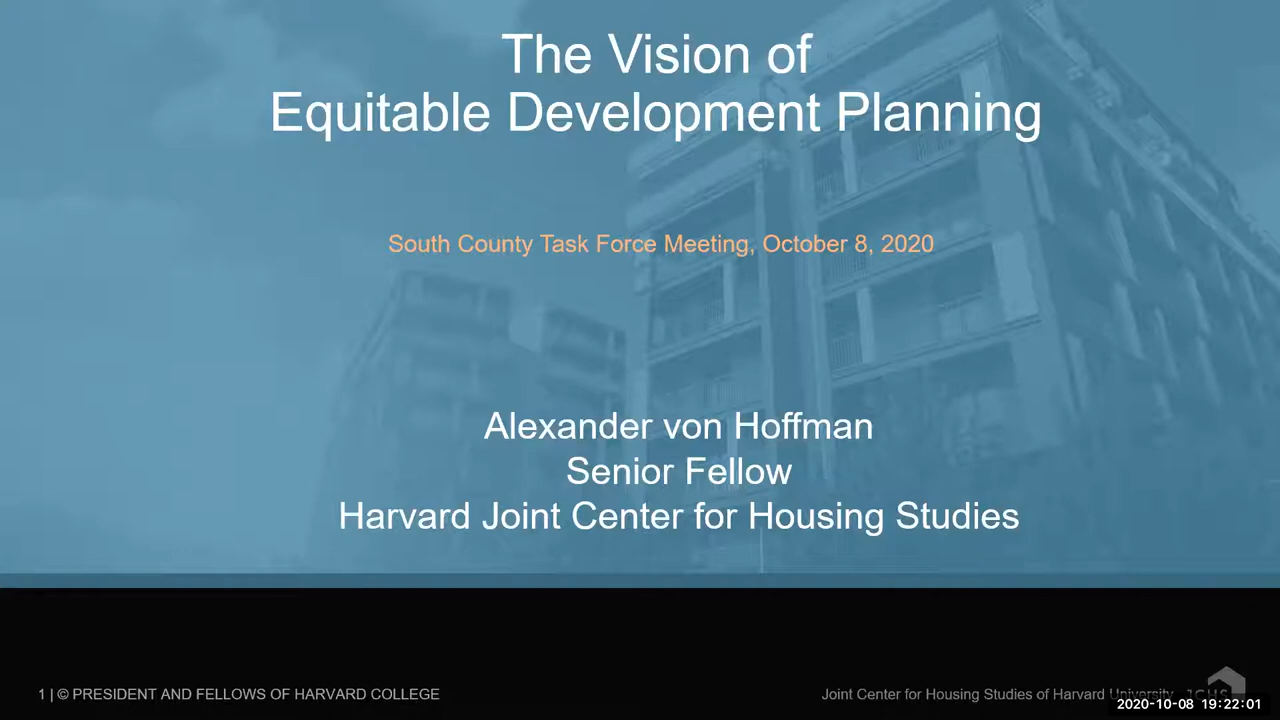 The Vision of
Equitable Development Planning
South County Task Force Meeting, October 8, 2020
Alexander von Hoffman
Senior Fellow
Harvard Joint Center for Housing Studies
1 | © PRESIDENT AND FELLOWS OF HARVARD COLLEGE
Joint Center for Housing Studies of Harvard University JCHS
2020-10-08 19:22:01